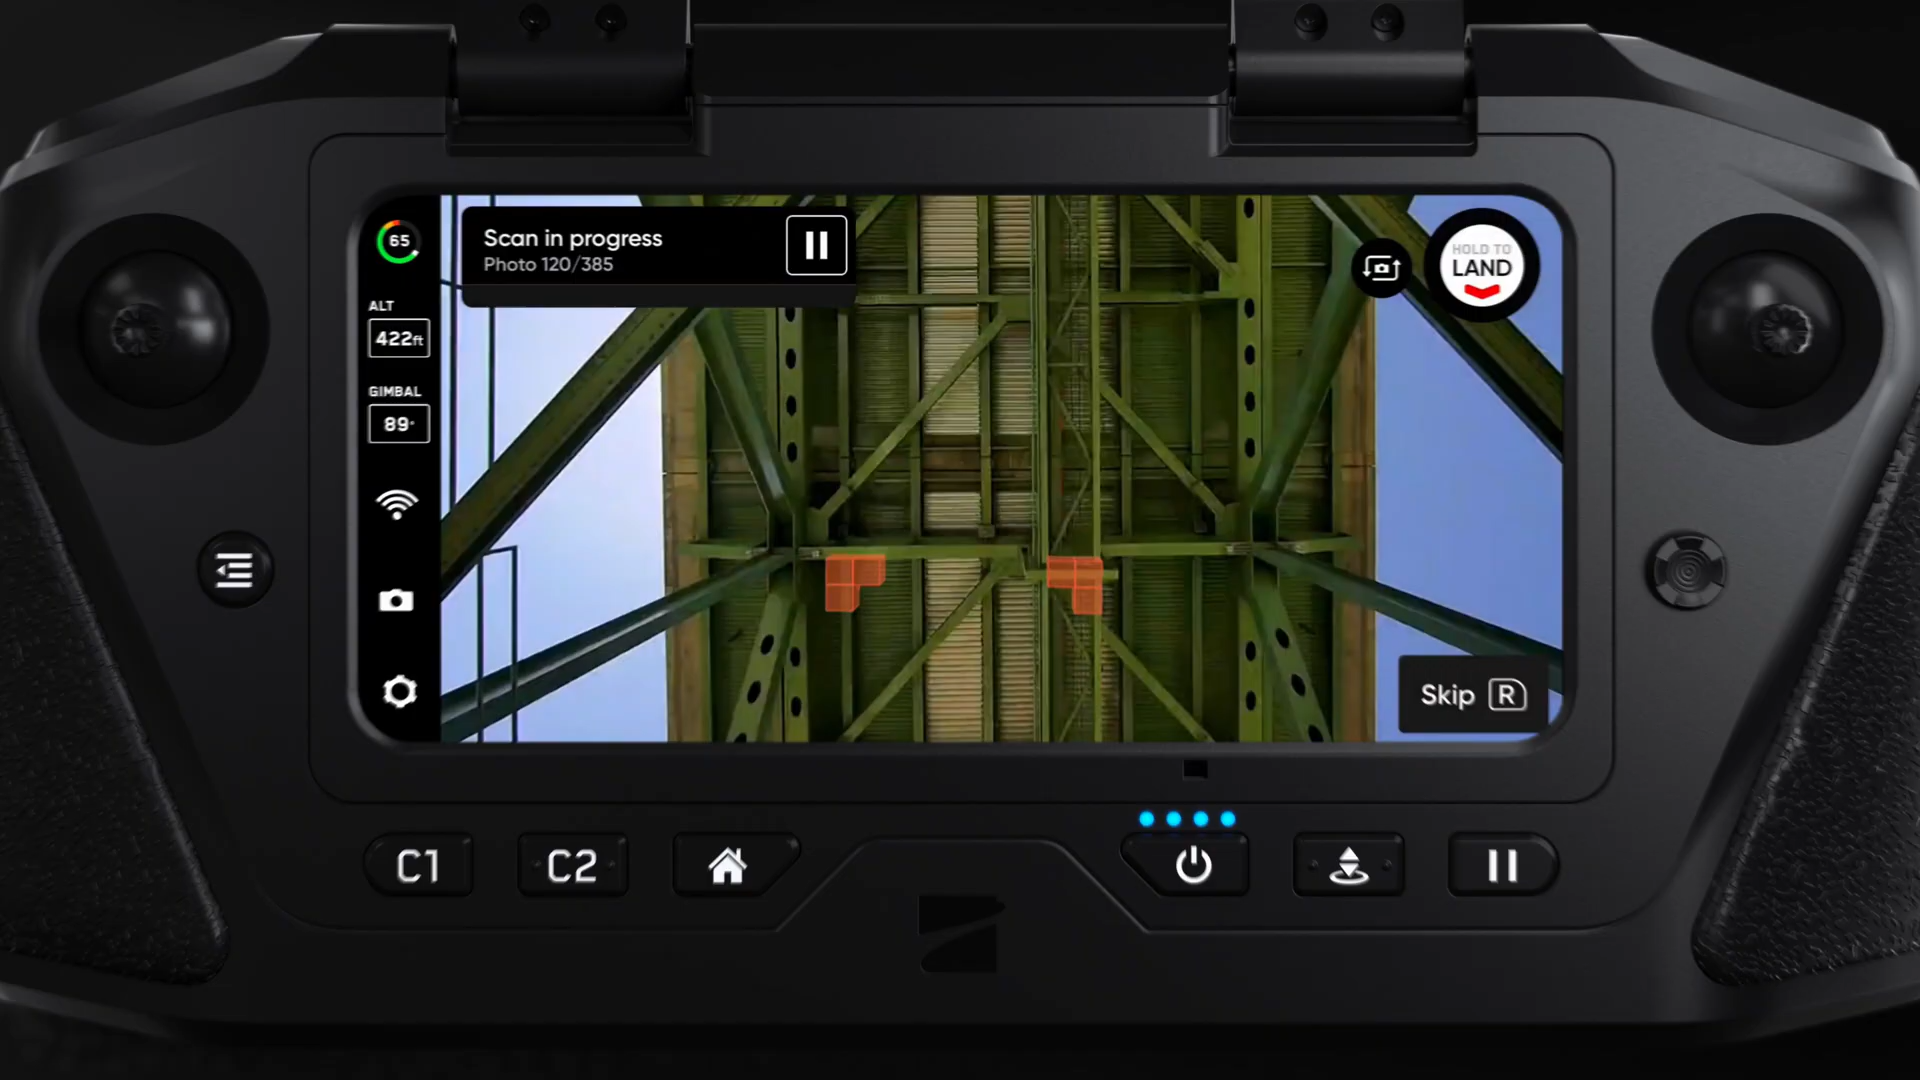 65
Scan in progress
Photo 120/385
HOLD TO
LAND
ALT
422ft
GIMBAL
89°
Skip R
C1
C2